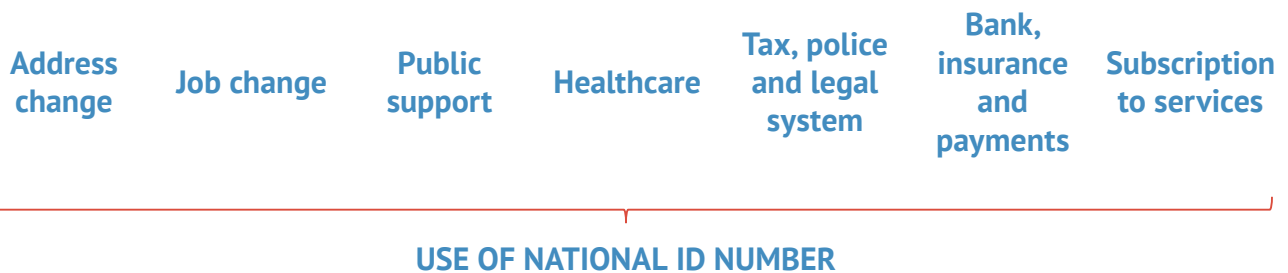 Address
change
Job change
Public
support
Healthcare
Tax, police
and legal
system
Bank,
insurance
and
payments
Subscription
to services
USE OF NATIONAL ID NUMBER